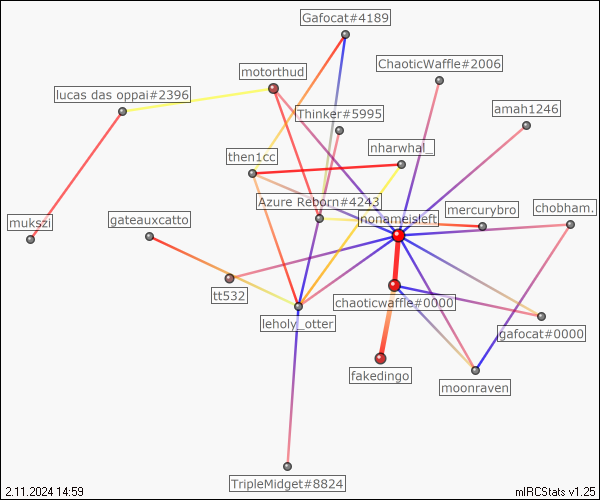 Gafocat#4189
ChaoticWaffle#2006
motorthud
lucas das oppai#2396
Thinker#5995
amah1246
nharwhal_
then1cc
Azure Reborn#4243
mercurybro
chobham.
nonameisleft
mukszi
gateauxcatto
tt532
chaoticwaffle#0000
leholy_otter
gafocat#0000
fakedingo
moonraven
TripleMidget#8824
2.11.2024 14:59
mIRCStats v1.25